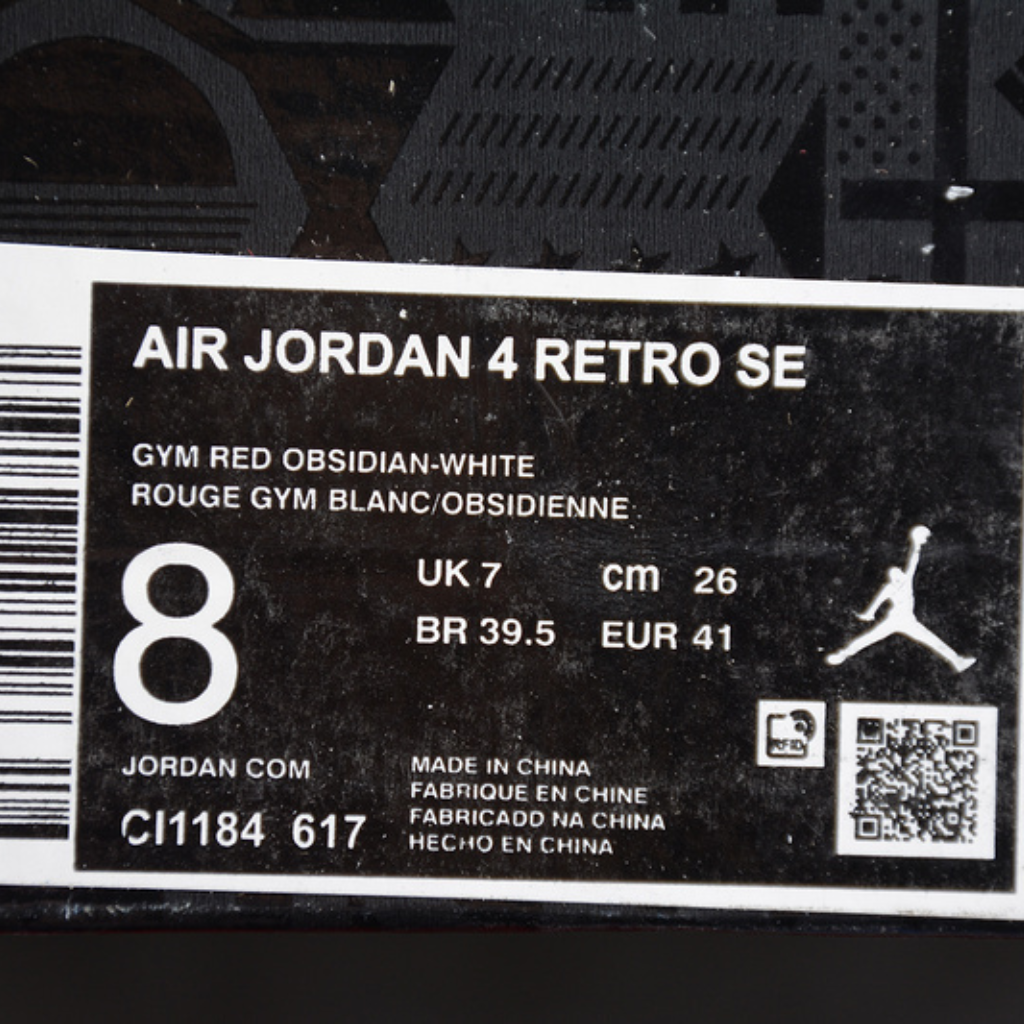 AIR JORDAN 4 RETRO SE
GYM RED OBSIDIAN-WHITE
ROUGE GYM BLANC/OBSIDIENNE
8
UK 7 cm 26
BR 39.5 EUR 41
RFID
JORDAN COM
CI1184 617
MADE IN CHINA
FABRIQUE EN CHINE
FABRICADD NA CHINA
HECHO EN CHINA